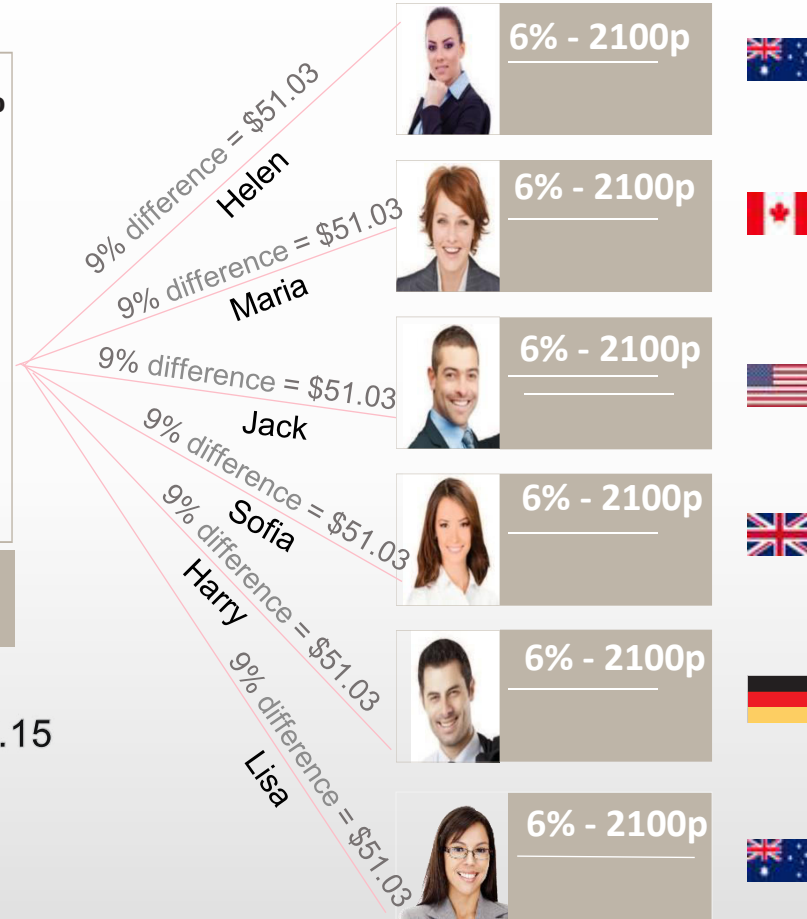 9% difference = $51.03
Helen
6% - 2100p
9% difference = $51.03
Maria
6% - 2100p
9% difference = $51.03
Jack
6% - 2100p
9% difference = $51.03
Sofia
6% - 2100p
9% difference = $51.03
Harry
6% - 2100p
.15
9% difference = $51.03
Lisa
6% - 2100p